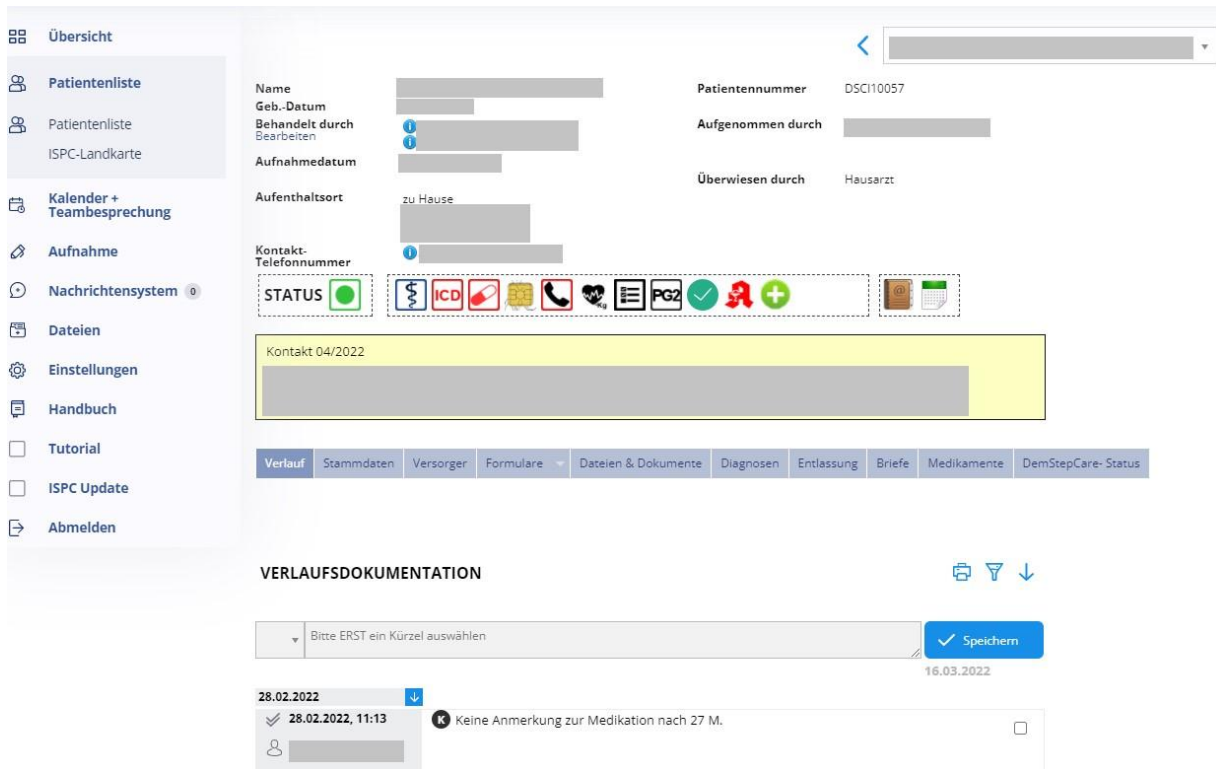 Übersicht
Patientenliste
Patientenliste
ISPC-Landkarte
Kalender +
Teambesprechung
Aufnahme
Nachrichtensystem 0
Dateien
Einstellungen
Handbuch
Tutorial
ISPC Update
Abmelden
Name
Geb.-Datum
Behandelt durch
Bearbeiten
Aufnahmedatum
Aufenthaltsort zu Hause
Kontakt-
Telefonnummer
Patientennummer DSCI10057
Aufgenommen durch
Überwiesen durch Hausarzt
STATUS ICD Kg PG2
Kontakt 04/2022
Verlauf Stammdaten Versorger Formulare Dateien & Dokumente Diagnosen Entlassung Briefe Medikamente DemStepCare- Status
VERLAUFSDOKUMENTATION
Bitte ERST ein Kürzel auswählen
Speichern
16.03.2022
28.02.2022
28.02.2022, 11:13 K Keine Anmerkung zur Medikation nach 27 M.